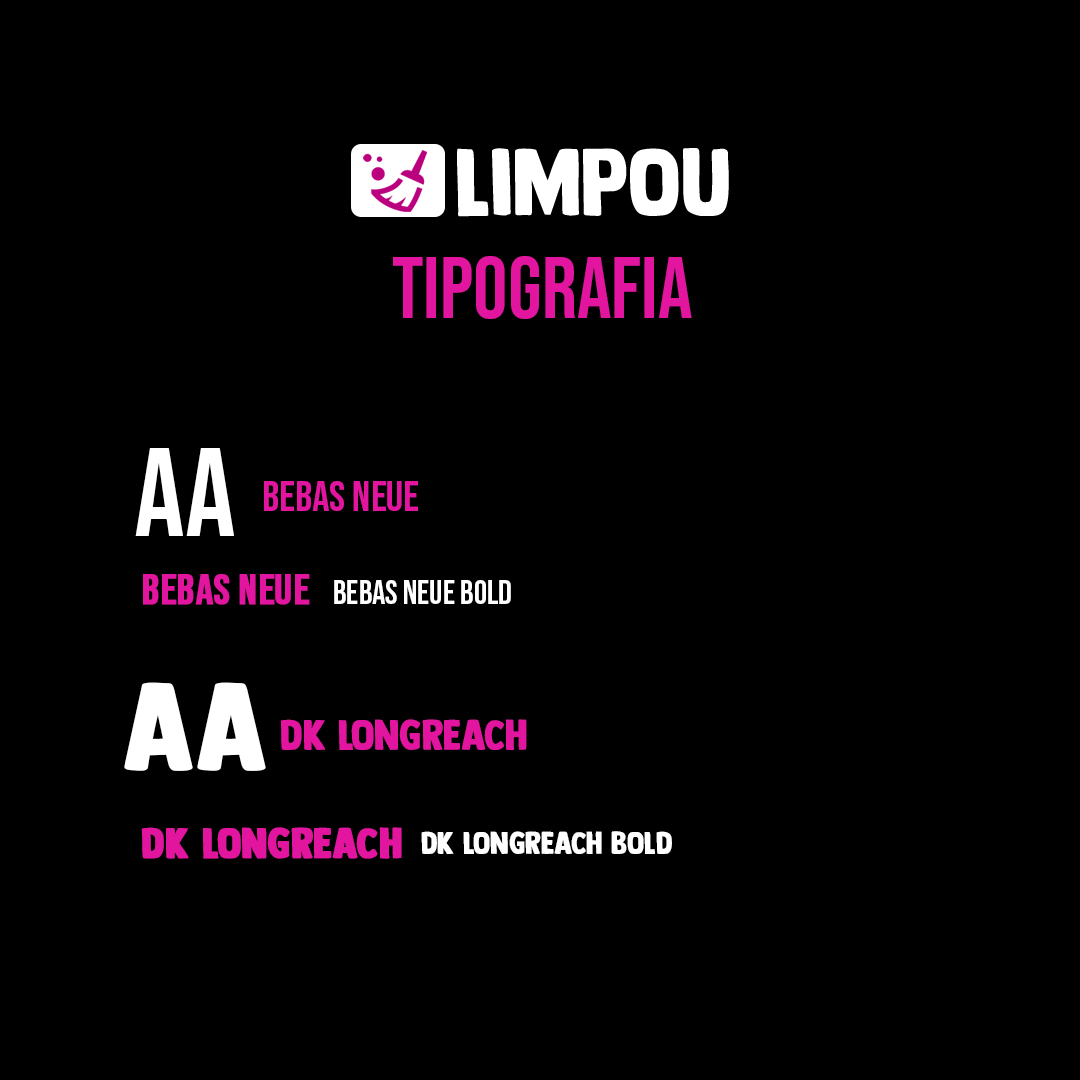 LIMPOU
TIPOGRAFIA
AA BEBAS NEUE
BEBAS NEUE BEBAS NEUE BOLD
AA DK LONGREACH
DK LONGREACH DK LONGREACH BOLD